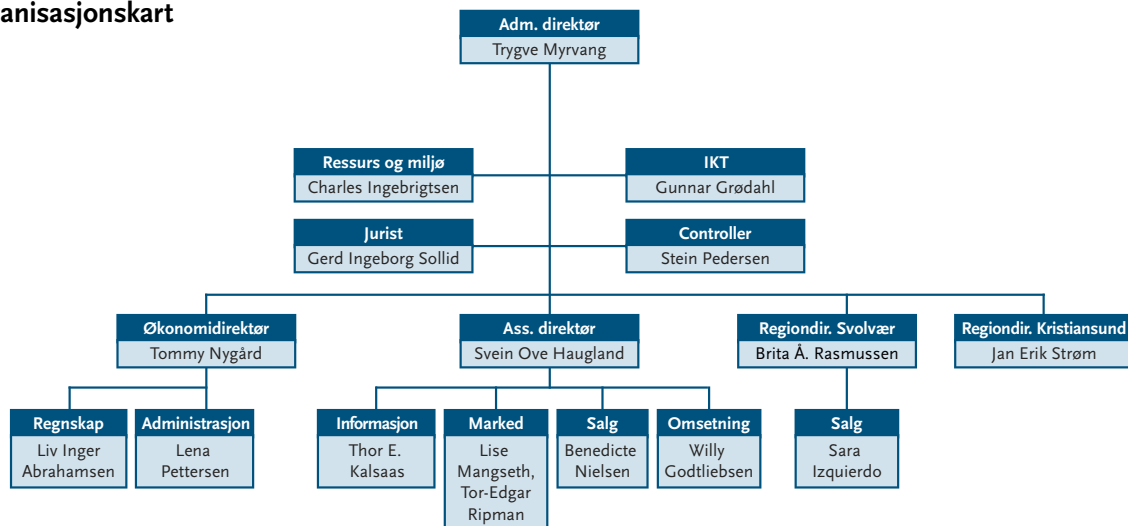 anisasjonskart
Adm. direktør
Trygve Myrvang
Ressurs og miljø
Charles Ingebrigtsen
IKT
Gunnar Grødahl
Jurist
Gerd Ingeborg Sollid
Controller
Stein Pedersen
Økonomidirektør
Tommy Nygård
Ass. direktør
Svein Ove Haugland
Regiondir. Svolvær
Brita Å. Rasmussen
Regiondir. Kristiansund
Jan Erik Strøm
Regnskap
Liv Inger
Abrahamsen
Administrasjon
Lena
Pettersen
Informasjon
Thor E.
Kalsaas
Marked
Lise
Mangseth,
Tor-Edgar
Ripman
Salg
Benedicte
Nielsen
Omsetning
Willy
Godtliebsen
Salg
Sara
Izquierdo